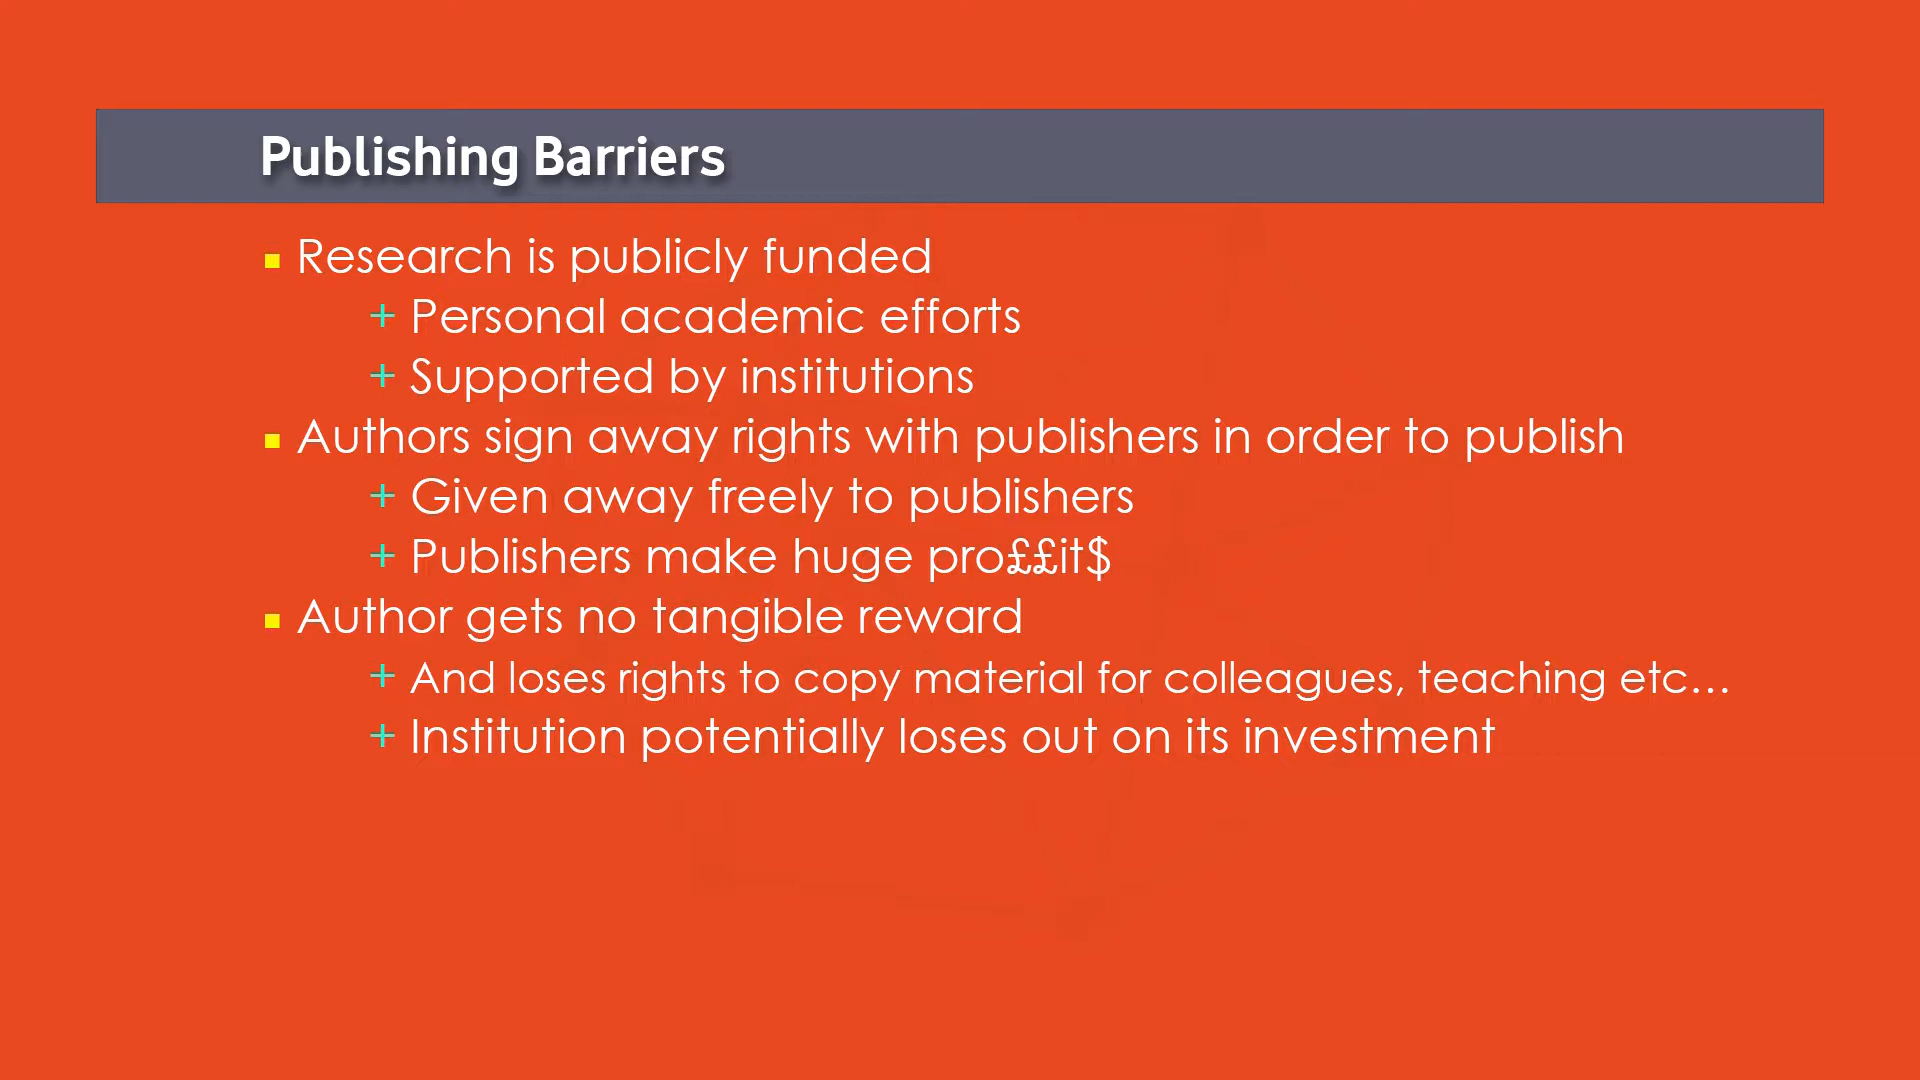 Publishing Barriers
Research is publicly funded
+ Personal academic efforts
+ Supported by institutions
Authors sign away rights with publishers in order to publish
+ Given away freely to publishers
+ Publishers make huge pro££it$
Author gets no tangible reward
+ And loses rights to copy material for colleagues, teaching etc…
+ Institution potentially loses out on its investment